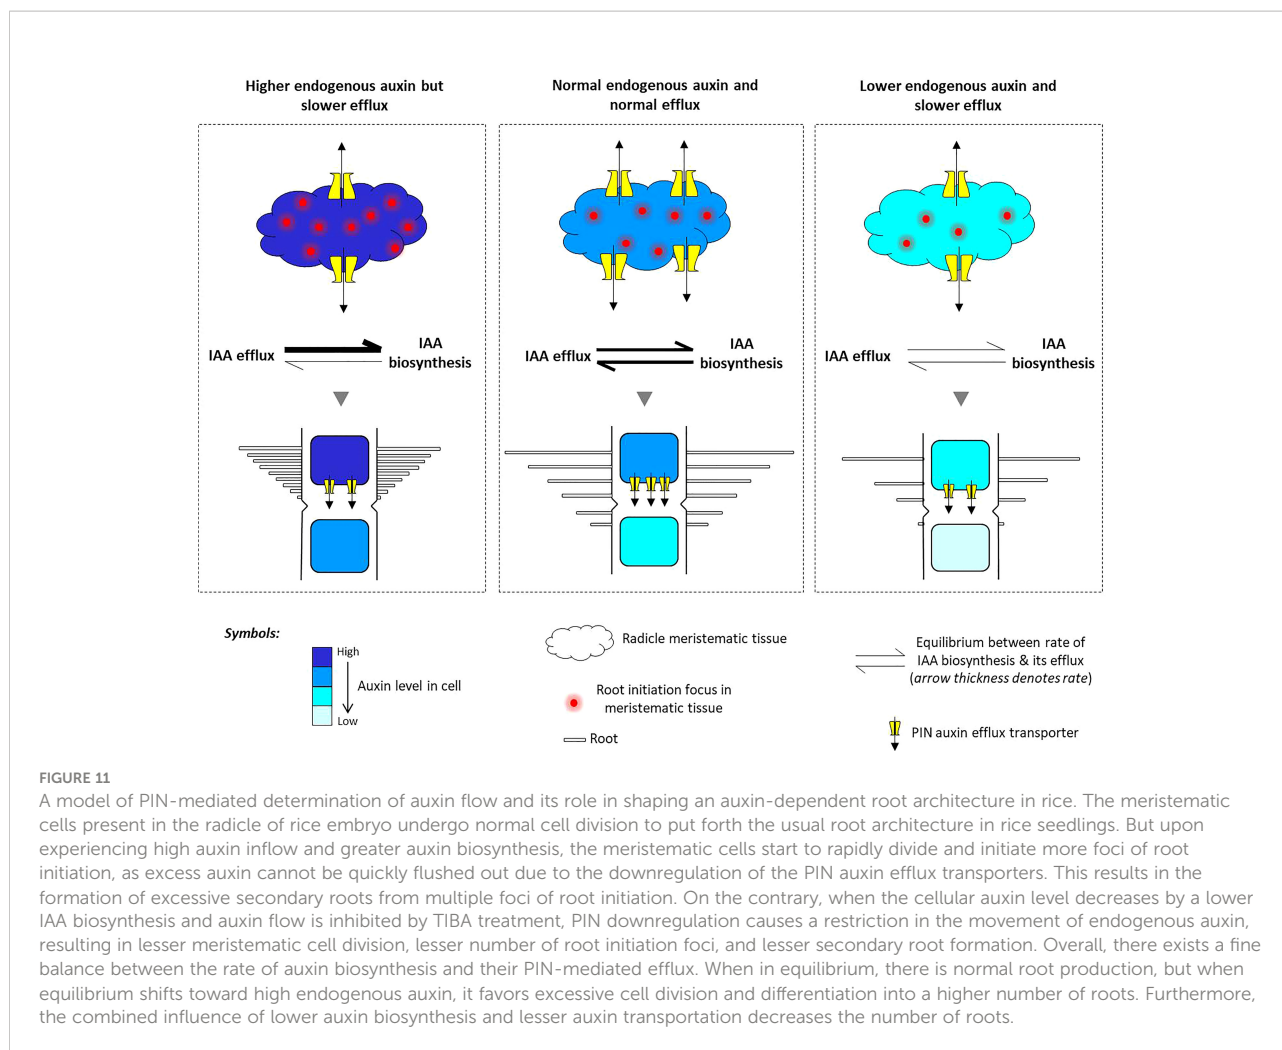 Higher endogenous auxin but
slower efflux
Normal endogenous auxin and
normal efflux
Lower endogenous auxin and
slower efflux
IAA efflux
IAA
biosynthesis
IAA efflux
IAA
biosynthesis
IAA efflux
IAA
biosynthesis
Symbols:
High
Auxin level in cell
Low
Radicle meristematic tissue
Root initiation focus in
meristematic tissue
Root
Equilibrium between rate of
IAA biosynthesis & its efflux
(arrow thickness denotes rate)
PIN auxin efflux transporter
FIGURE 11
A model of PIN-mediated determination of auxin flow and its role in shaping an auxin-dependent root architecture in rice. The meristematic
cells present in the radicle of rice embryo undergo normal cell division to put forth the usual root architecture in rice seedlings. But upon
experiencing high auxin inflow and greater auxin biosynthesis, the meristematic cells start to rapidly divide and initiate more foci of root
initiation, as excess auxin cannot be quickly flushed out due to the downregulation of the PIN auxin efflux transporters. This results in the
formation of excessive secondary roots from multiple foci of root initiation. On the contrary, when the cellular auxin level decreases by a lower
IAA biosynthesis and auxin flow is inhibited by TIBA treatment, PIN downregulation causes a restriction in the movement of endogenous auxin,
resulting in lesser meristematic cell division, lesser number of root initiation foci, and lesser secondary root formation. Overall, there exists a fine
balance between the rate of auxin biosynthesis and their PIN-mediated efflux. When in equilibrium, there is normal root production, but when
equilibrium shifts toward high endogenous auxin, it favors excessive cell division and differentiation into a higher number of roots. Furthermore,
the combined influence of lower auxin biosynthesis and lesser auxin transportation decreases the number of roots.